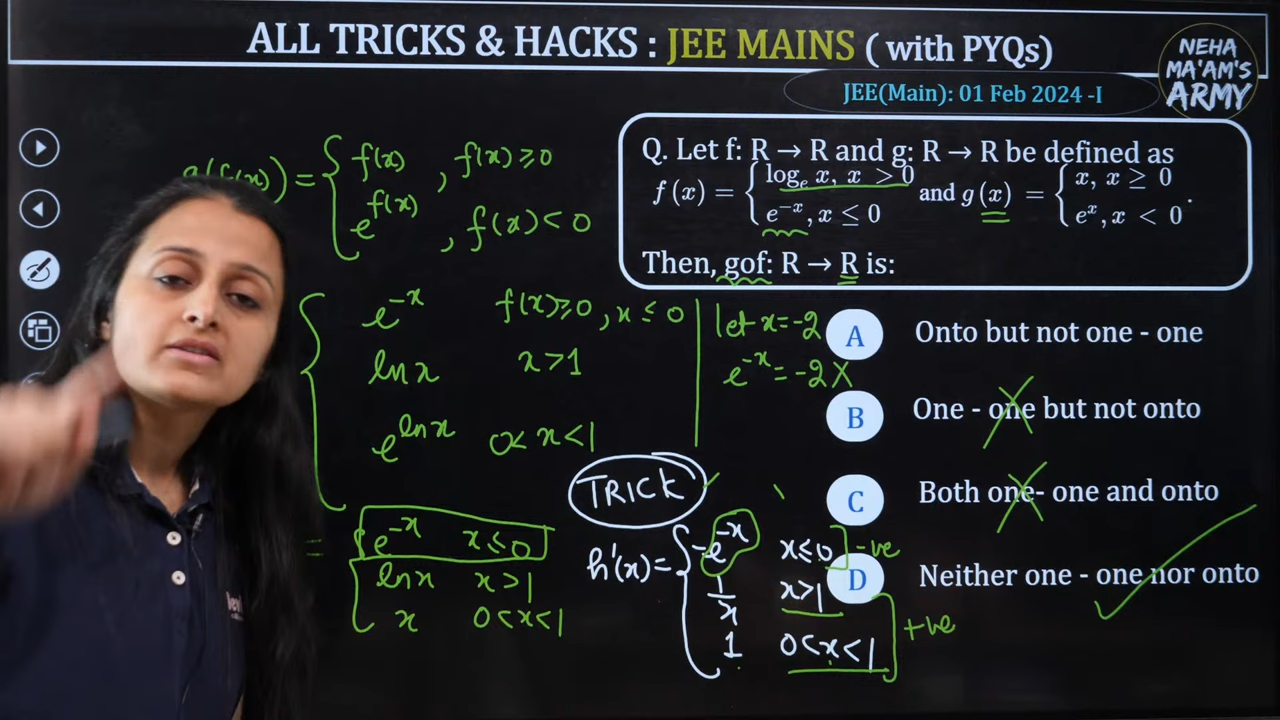 ALL TRICKS & HACKS : JEE MAINS ( with PYQs)
NEHA
MA'AM'S
ARMY
JEE(Main): 01 Feb 2024 -I
Q. Let f: R → R and g: R → R be defined as
f(x) = { logₑ x, x > 0
e⁻ˣ, x ≤ 0
and g(x) = { x, x ≥ 0
eˣ, x < 0 .
Then, gof: R → R is:
A Onto but not one - one
B One - one but not onto
C Both one- one and onto
D Neither one - one nor onto
g(f(x)) = { f(x) , f(x) ≥ 0
e^f(x) , f(x) < 0
{ e⁻ˣ f(x) ≥ 0 , x ≤ 0
ln x x > 1
e^ln x 0 < x < 1
let x = -2
e⁻ˣ = -2 X
= { e⁻ˣ x ≤ 0
ln x x > 1
x 0 < x < 1
TRICK
h'(x) = { -e⁻ˣ x ≤ 0 ] -ve
1/x x > 1
1 0 < x < 1 ] +ve